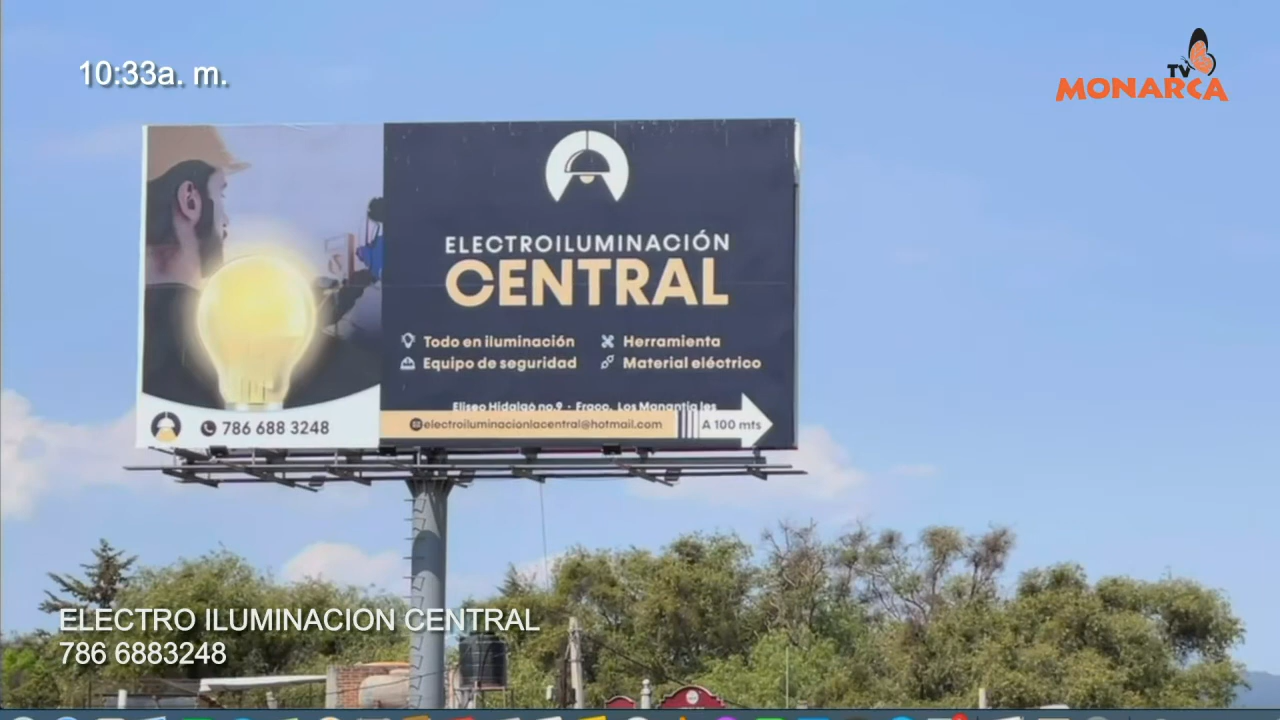 10:33a. m.
TV
MONARCA
ELECTROILUMINACIÓN
CENTRAL
Todo en iluminación
Herramienta
Equipo de seguridad
Material eléctrico
Eliseo Hidalgo no.9 - Fracc. Los Manantiales
electroiluminacionlacentral@hotmail.com
A 100 mts
786 688 3248
ELECTRO ILUMINACION CENTRAL
786 6883248